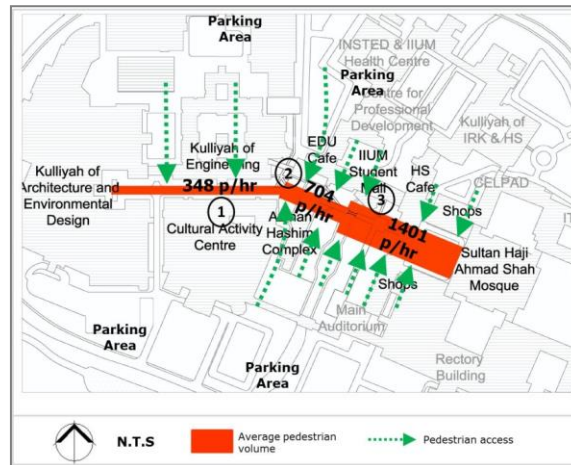 Parking
Area
INSTED & IIUM
Health Centre
Parking
Area
Centre for
Professional
Development
Kulliyah of
IRK & HS
Kulliyah of
Engineering
EDU
Cafe
IIUM
Student
Mall
HS
Cafe
CELPAD
Kulliyah of
Architecture and
Environmental
Design
348 p/hr
2
704
p/hr
3
1401
p/hr
Shops
1
Cultural Activity
Centre
Hashim
Complex
Sultan Haji
Ahmad Shah
Mosque
Shops
Main
Auditorium
Parking
Area
Parking
Area
Rectory
Building
N.T.S
Average pedestrian
volume
Pedestrian access